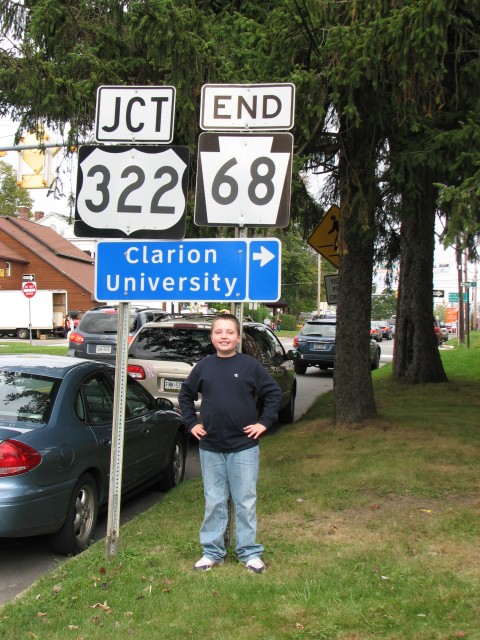 JCT
END
322
68
Clarion
University